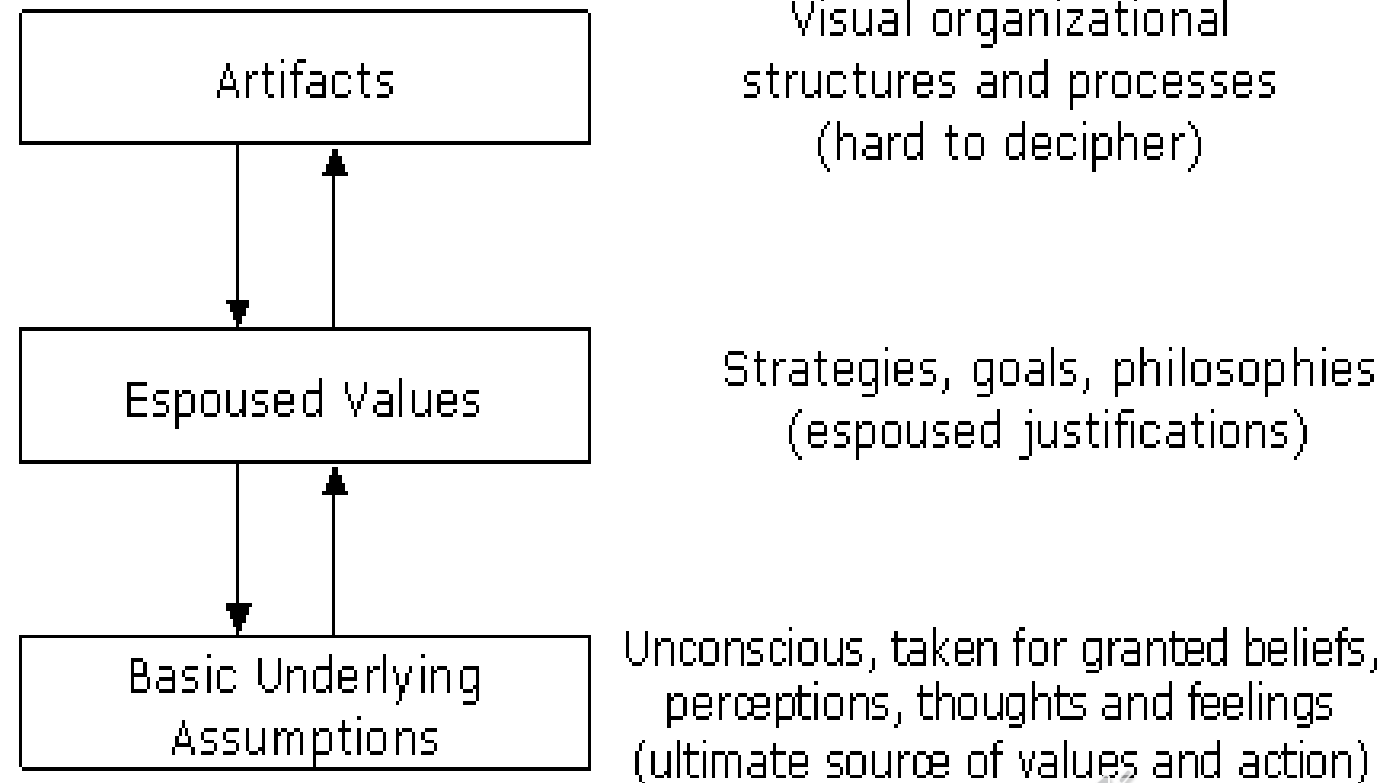 Artifacts
Visual organizational
structures and processes
(hard to decipher)
Espoused Values
Strategies, goals, philosophies
(espoused justifications)
Basic Underlying
Assumptions
Unconscious, taken for granted beliefs,
perceptions, thoughts and feelings
(ultimate source of values and action)